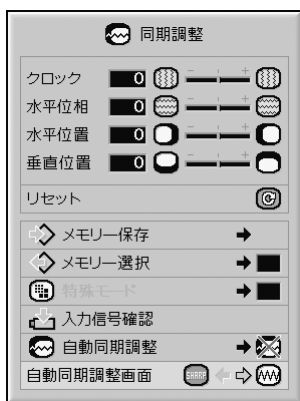 同期調整
クロック 0 - +
水平位相 0 - +
水平位置 0 - +
垂直位置 0 - +
リセット
メモリー保存
メモリー選択
特殊モード
入力信号確認
自動同期調整
自動同期調整画面 SHARP